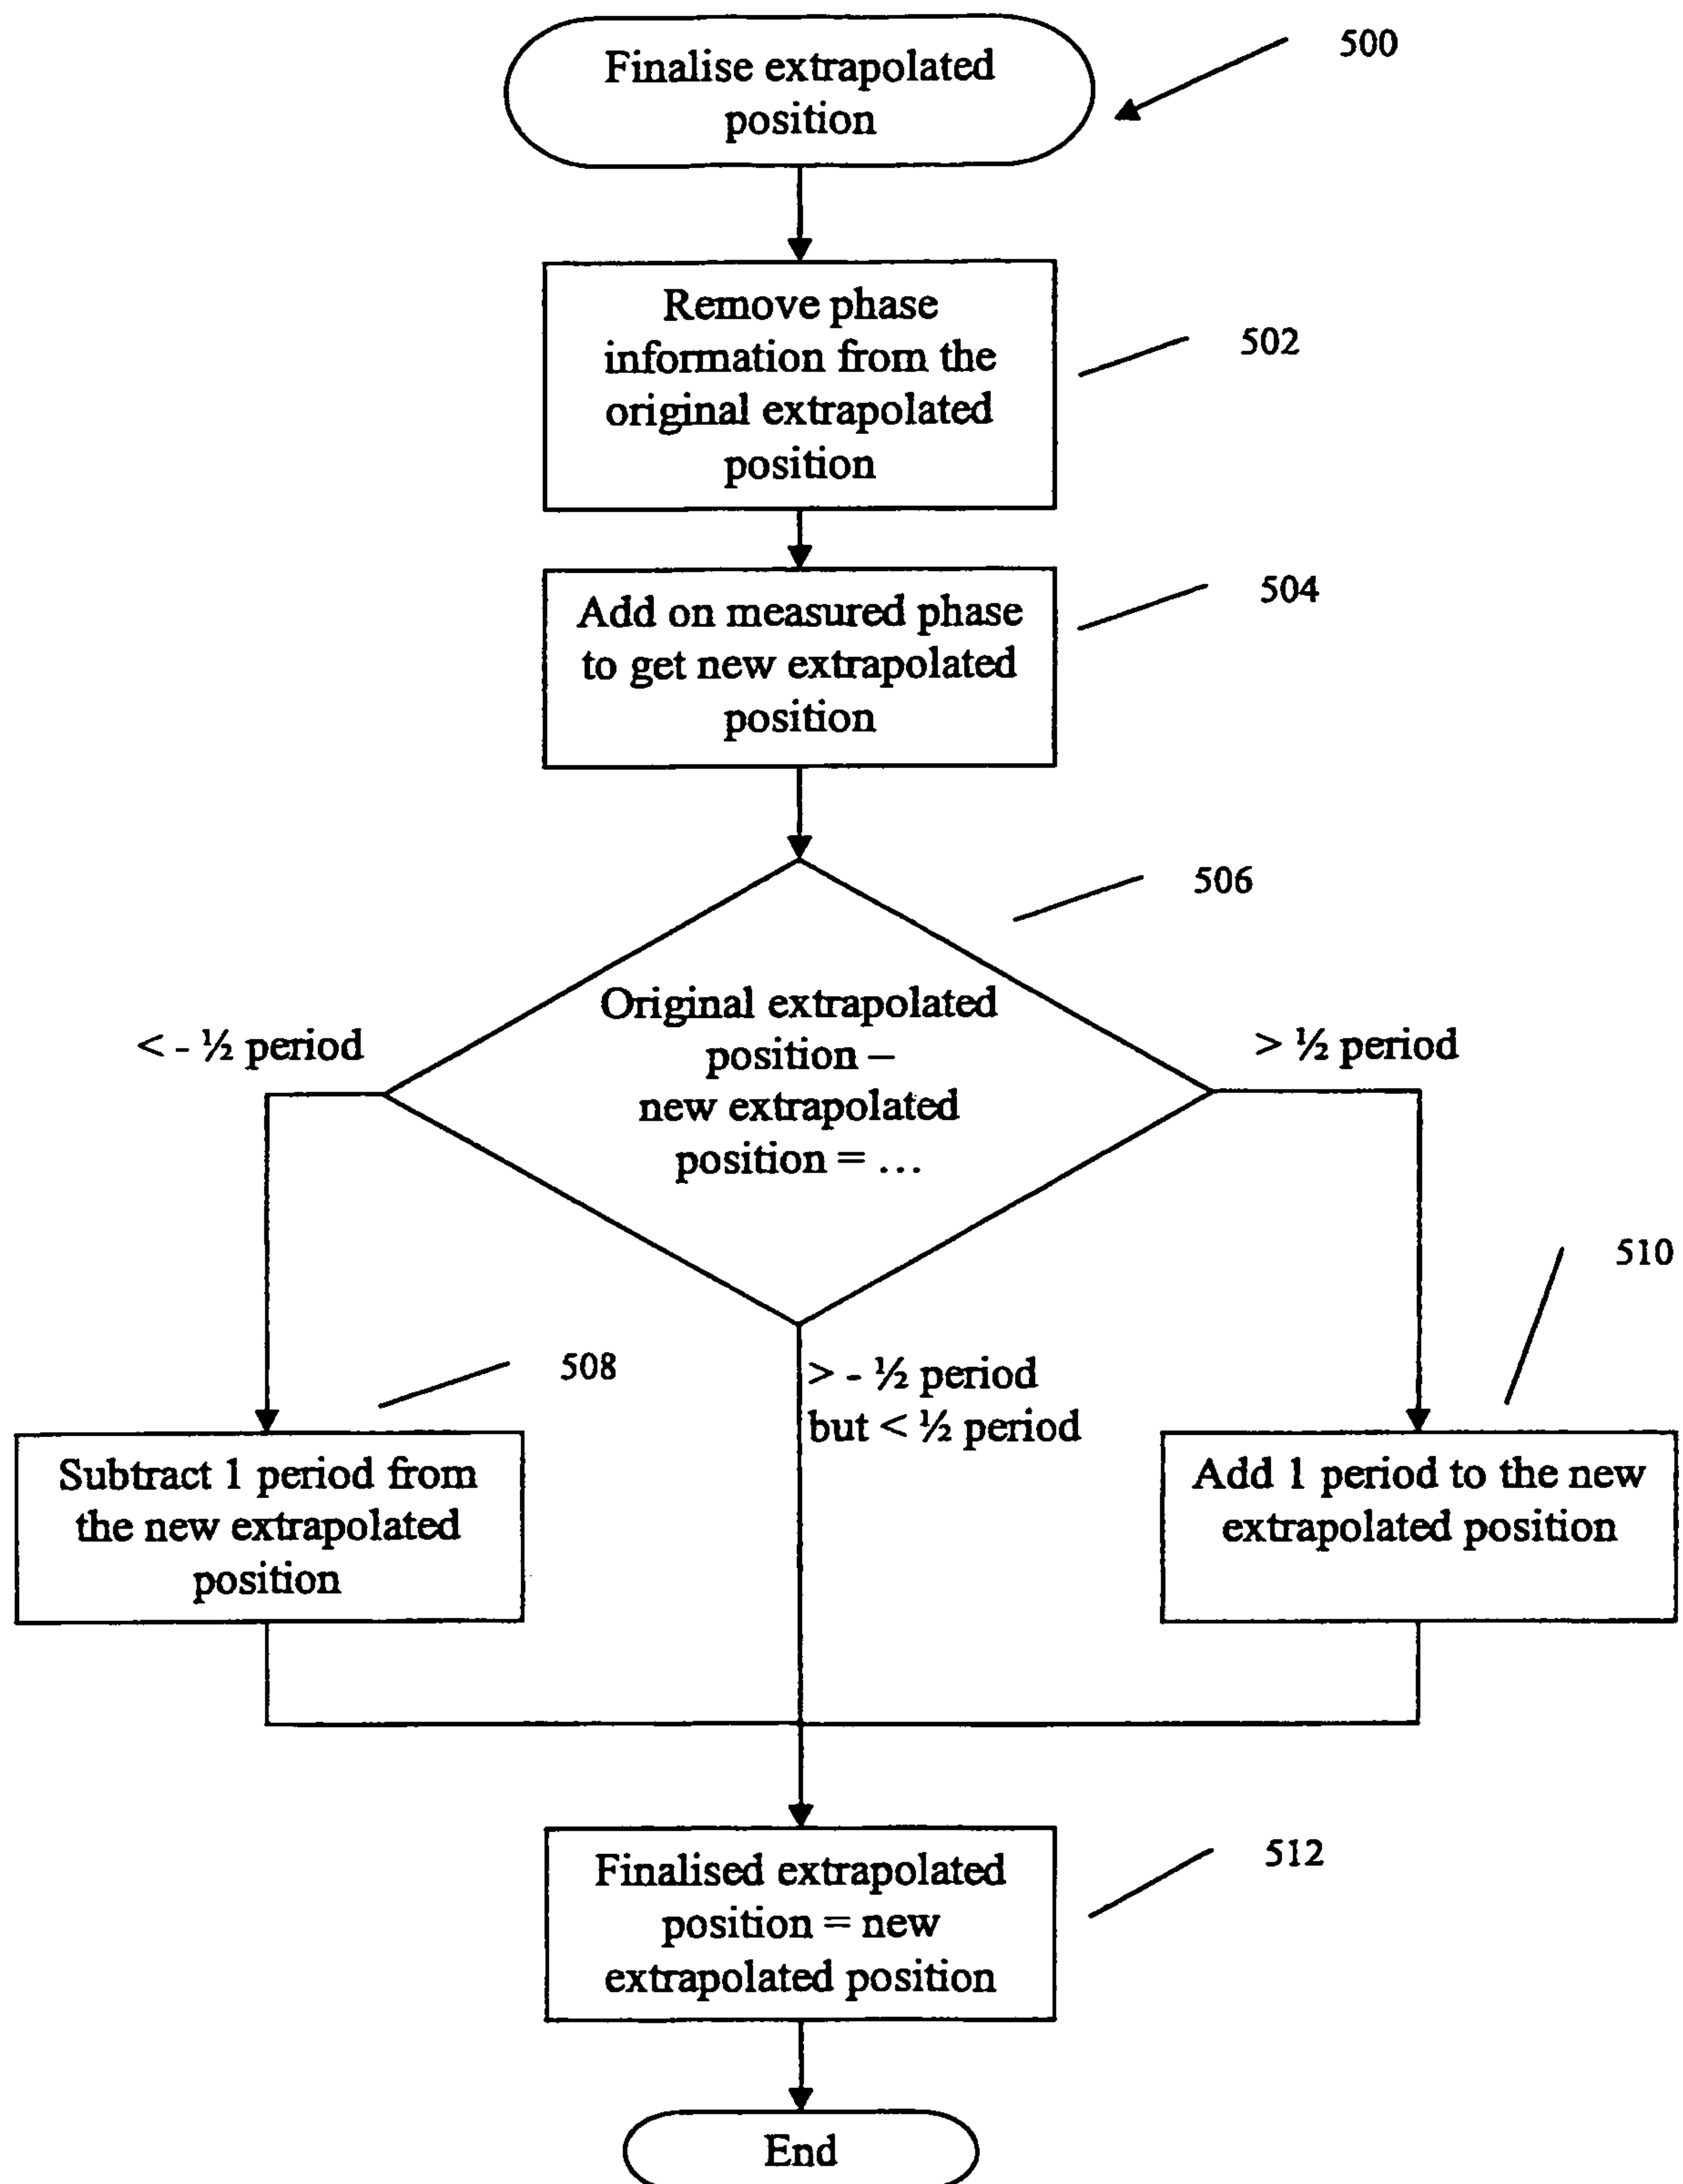 Finalise extrapolated
position
500
Remove phase
information from the
original extrapolated
position
502
Add on measured phase
to get new extrapolated
position
504
506
Original extrapolated
position –
new extrapolated
position = ...
< - ½ period
> ½ period
> - ½ period
but < ½ period
508
510
Subtract 1 period from
the new extrapolated
position
Add 1 period to the new
extrapolated position
Finalised extrapolated
position = new
extrapolated position
512
End